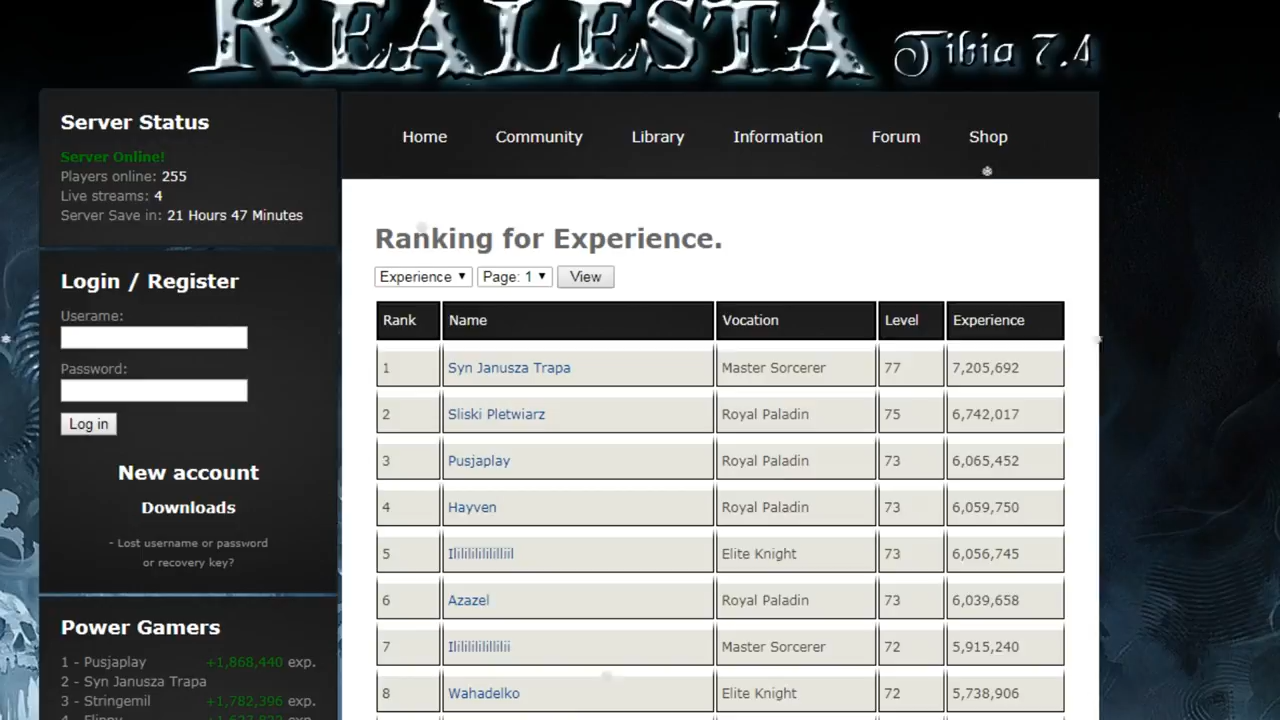 REALESTA Tibia 7.4
Server Status
Server Online!
Players online: 255
Live streams: 4
Server Save in: 21 Hours 47 Minutes
Login / Register
Userame:
Password:
Log in
New account
Downloads
- Lost username or password
or recovery key?
Power Gamers
1 - Pusjaplay +1,868,440 exp.
2 - Syn Janusza Trapa
3 - Stringemil +1,782,396 exp.
Home Community Library Information Forum Shop
Ranking for Experience.
Experience Page: 1 View
Rank Name Vocation Level Experience
1 Syn Janusza Trapa Master Sorcerer 77 7,205,692
2 Sliski Pletwiarz Royal Paladin 75 6,742,017
3 Pusjaplay Royal Paladin 73 6,065,452
4 Hayven Royal Paladin 73 6,059,750
5 Elite Knight 73 6,056,745
6 Azazel Royal Paladin 73 6,039,658
7 Master Sorcerer 72 5,915,240
8 Wahadelko Elite Knight 72 5,738,906